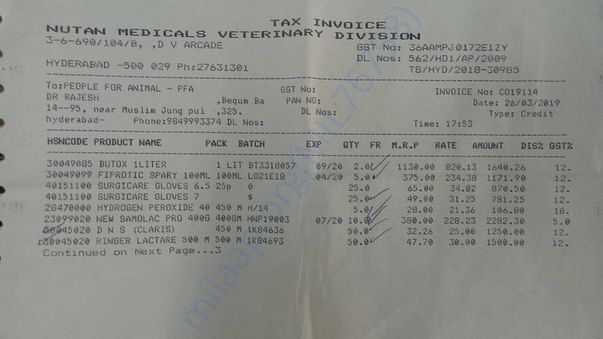 TAX INVOICE
NUTAN MEDICALS VETERINARY DIVISION
3-6-690/104/B, ,D V ARCADE GST No: 36AAMPJ0172E1ZY
DL Nos: 562/HD1/AP/2009
HYDERABAD -500 029 Ph:27631301 TS/HYD/2018-30985
To:PEOPLE FOR ANIMAL - PFA GST No: INVOICE No: CO19114
DR RAJESH ,Begum Ba PAN NO: Date: 26/03/2019
14--95, near Muslim Jung pul ,325. DL Nos: Type: Credit
hyderabad- Phone:9849993374 DL Nos: Time: 17:53
HSNCODE PRODUCT NAME PACK BATCH EXP QTY FR M.R.P RATE AMOUNT DIS% GST%
30049085 BUTOX 1LITER 1 LIT BT3318057 09/20 2.0 1130.00 820.13 1640.26 12.
30049099 FIPROTIC SPARY 100ML 100ML LG21E18 04/20 5.0 375.00 234.38 1171.90 12.
40151100 SURGICARE GLOVES 6.5 25p 0 25.0 65.00 34.82 870.50 12.
40151100 SURGICARE GLOVES 7 $ 25.0 49.00 31.25 781.25 12.
28470000 HYDROGEN PEROXIDE 40 450 M H/14 5.0 28.00 21.36 106.80 18.
23099020 NEW SAMOLAC PRO 400G 400GM HNP19003 07/20 10.0 380.00 228.23 2282.30 5.0
30045020 D N S (CLARIS) 450 M 1K84636 50.0 32.26 25.00 1250.00 12.
30045020 RINGER LACTARE 500 M 500 M 1K84693 50.0 47.70 30.00 1500.00 12.
Continued on Next Page...3